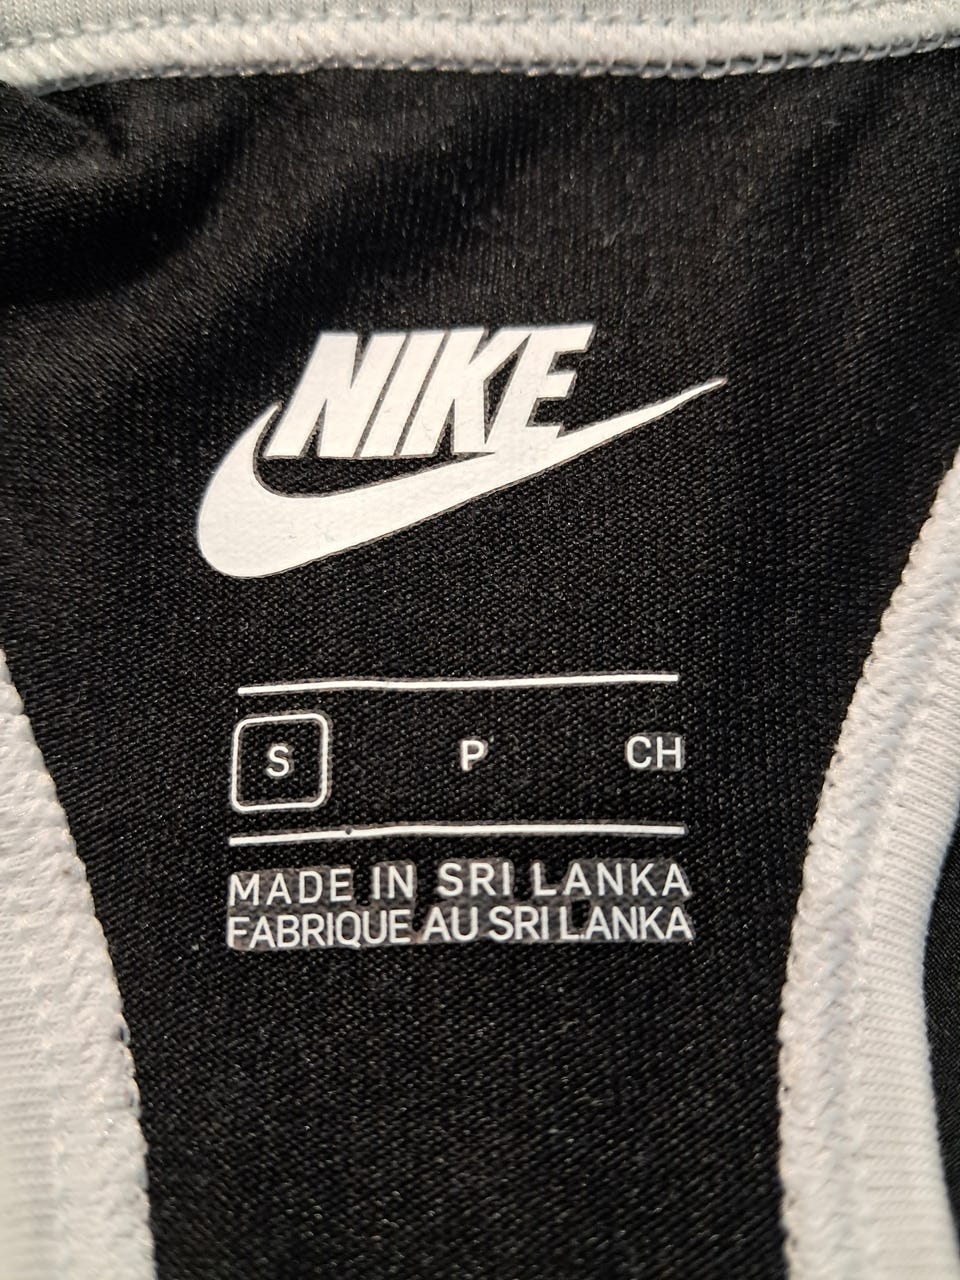 NIKE
S P CH
MADE IN SRI LANKA
FABRIQUE AU SRI LANKA